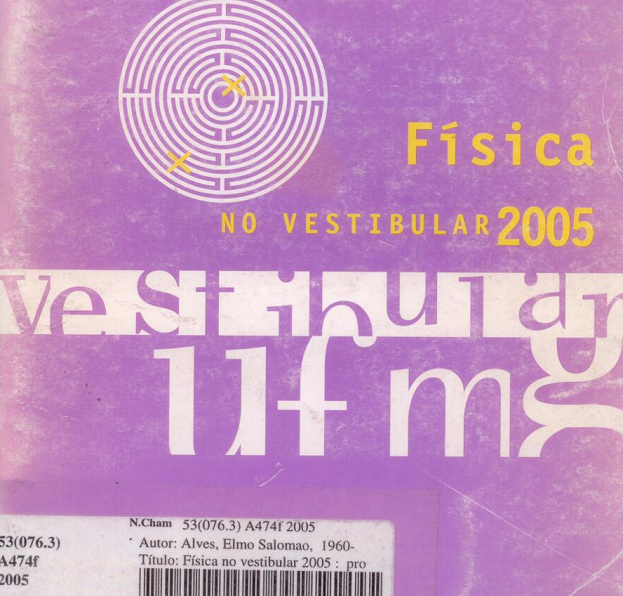 Física
NO VESTIBULAR 2005
vestibular
ufmg
N.Cham 53(076.3) A474f 2005
Autor: Alves, Elmo Salomao, 1960-
Título: Física no vestibular 2005 : pro
53(076.3)
A474f
2005